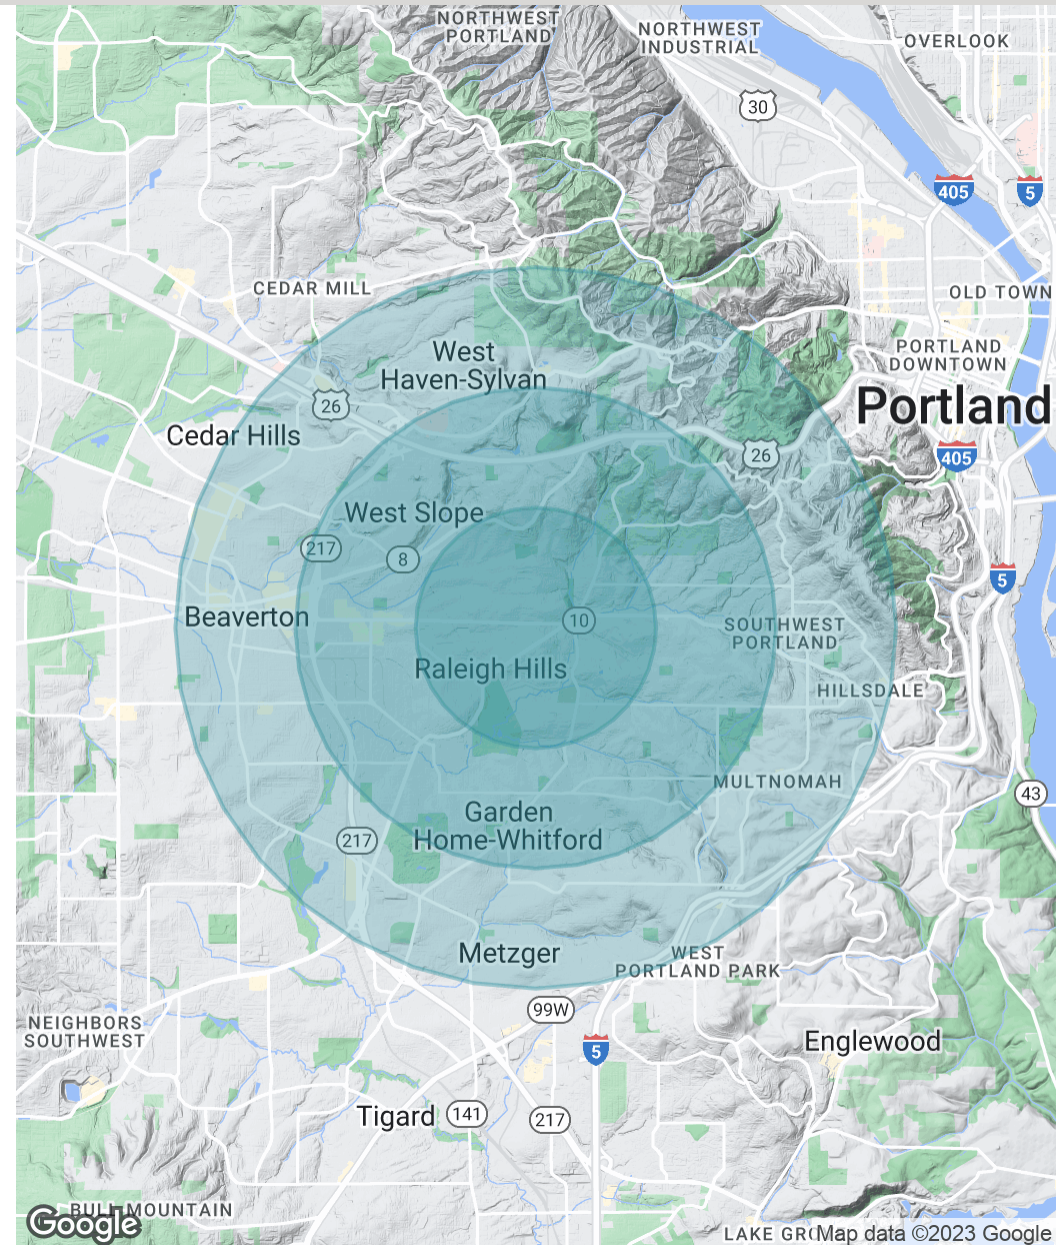 NORTHWEST
PORTLAND
NORTHWEST
INDUSTRIAL
OVERLOOK
30
405
5
CEDAR MILL
OLD TOWN
West
Haven-Sylvan
PORTLAND
DOWNTOWN
26
Portland
Cedar Hills
26
405
West Slope
217
8
5
Beaverton
10
SOUTHWEST
PORTLAND
Raleigh Hills
HILLSDALE
MULTNOMAH
43
Garden
Home-Whitford
217
Metzger
WEST
PORTLAND PARK
99W
NEIGHBORS
SOUTHWEST
5
Englewood
Tigard
141
217
BULL MOUNTAIN
Google
LAKE GRO
Map data ©2023 Google